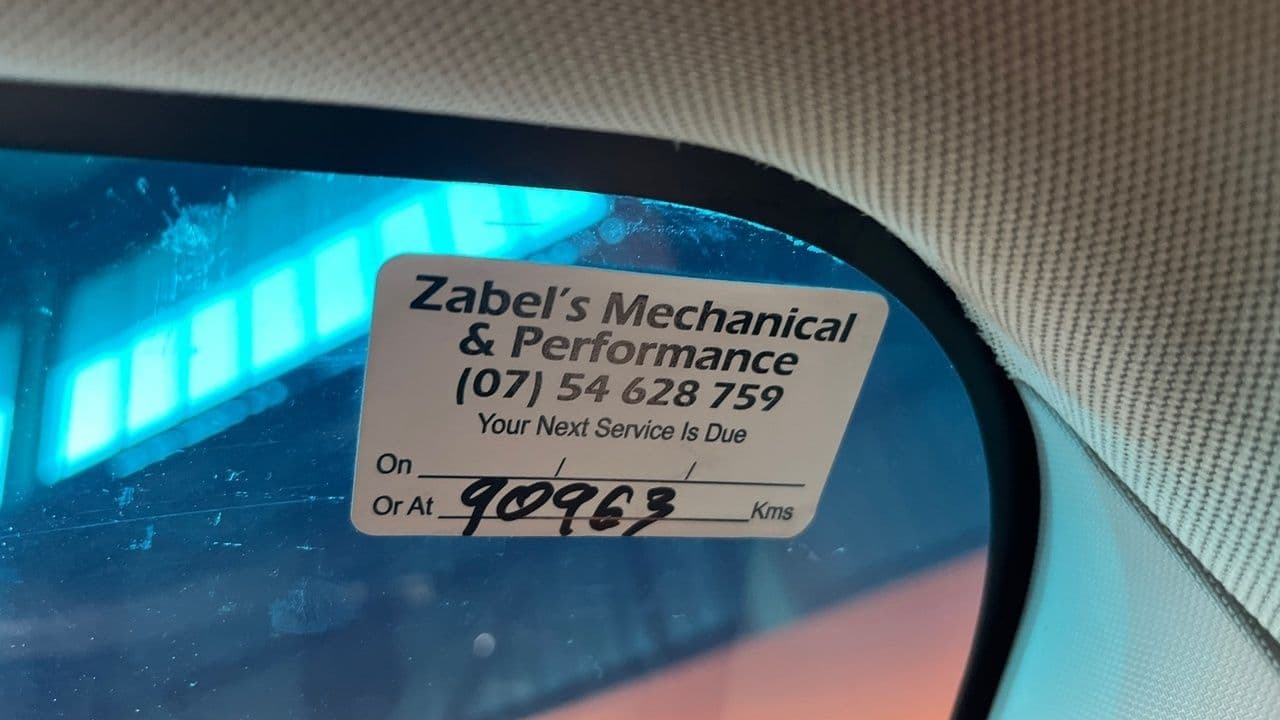 Zabel's Mechanical
& Performance
(07) 54 628 759
Your Next Service Is Due
On / /
Or At 90963 Kms